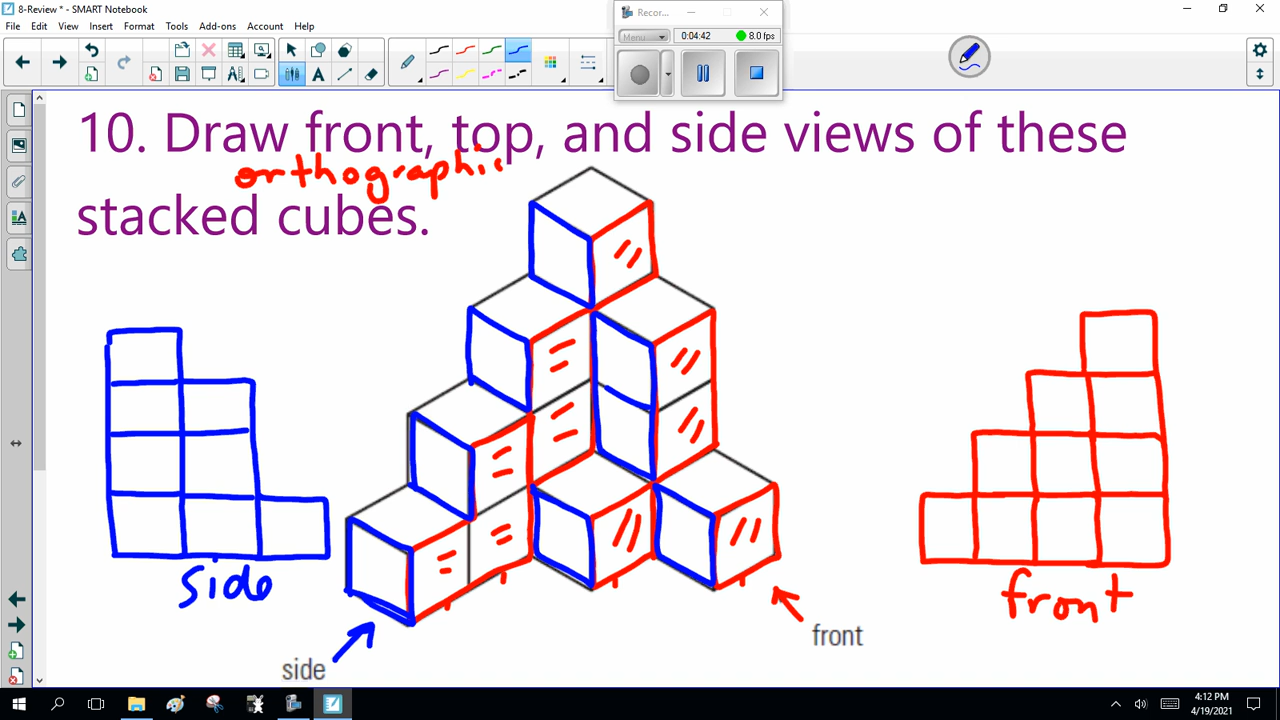 8-Review * - SMART Notebook
Recor...
File Edit View Insert Format Tools Add-ons Account Help
Menu
0:04:42
8.0 fps
10. Draw front, top, and side views of these
orthographic
stacked cubes.
side
front
front
side
4:12 PM
4/19/2021